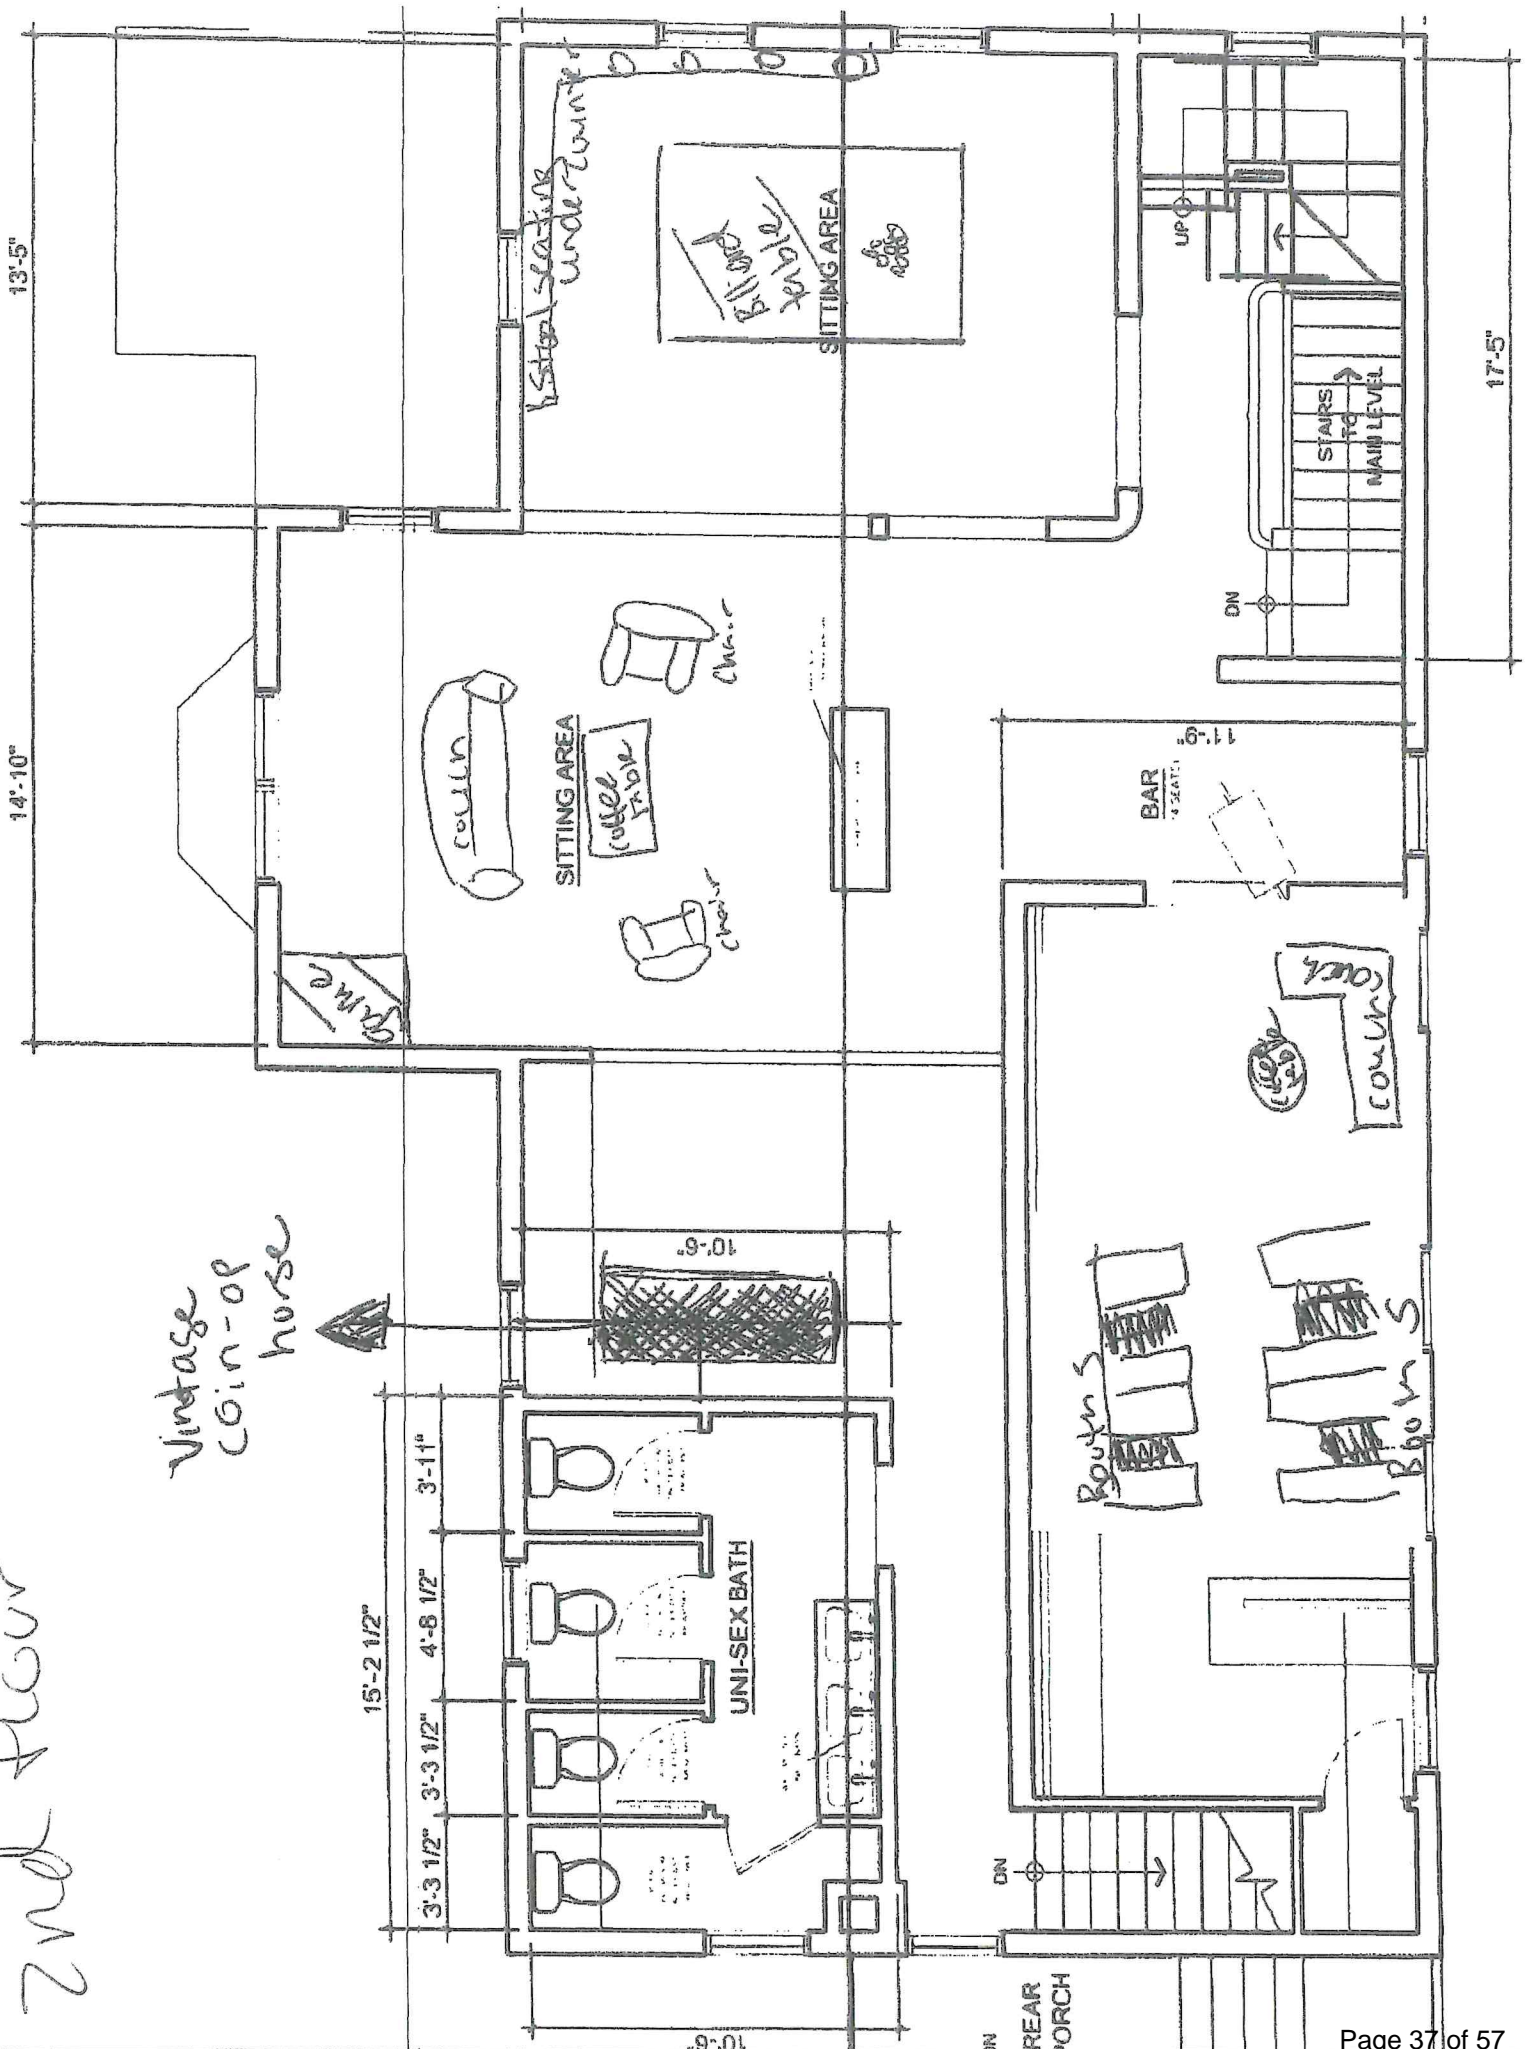 2nd floor
Vintage
coin-op
horse
13'-5"
14'-10"
15'-2 1/2"
3'-3 1/2"
3'-3 1/2"
4'-8 1/2"
3'-11"
10'-6"
UNI-SEX BATH
game
couch
SITTING AREA
coffee
table
chair
chair
stool seating
under counter
Billiard
table
SITTING AREA
UP
STAIRS
TO
MAIN LEVEL
17'-5"
DN
11'-9"
BAR
couch
couch
coffee
Booths
Booths
DN
REAR
PORCH
Page 37 of 57